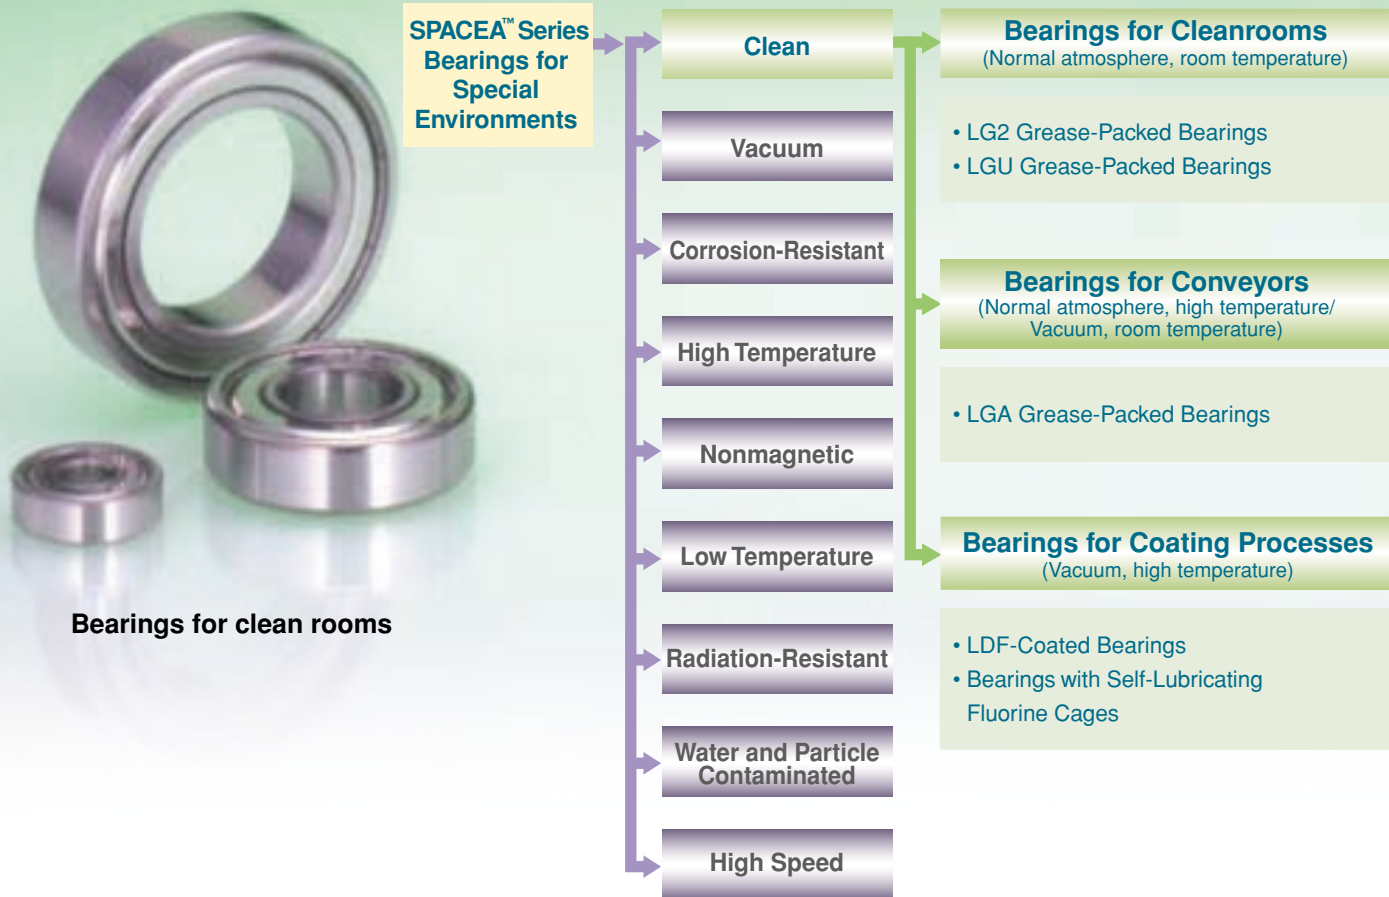 SPACEA™ Series
Bearings for
Special
Environments
Clean
Vacuum
Corrosion-Resistant
High Temperature
Nonmagnetic
Low Temperature
Radiation-Resistant
Water and Particle
Contaminated
High Speed
Bearings for Cleanrooms
(Normal atmosphere, room temperature)
• LG2 Grease-Packed Bearings
• LGU Grease-Packed Bearings
Bearings for Conveyors
(Normal atmosphere, high temperature/
Vacuum, room temperature)
• LGA Grease-Packed Bearings
Bearings for Coating Processes
(Vacuum, high temperature)
• LDF-Coated Bearings
• Bearings with Self-Lubricating
Fluorine Cages
Bearings for clean rooms